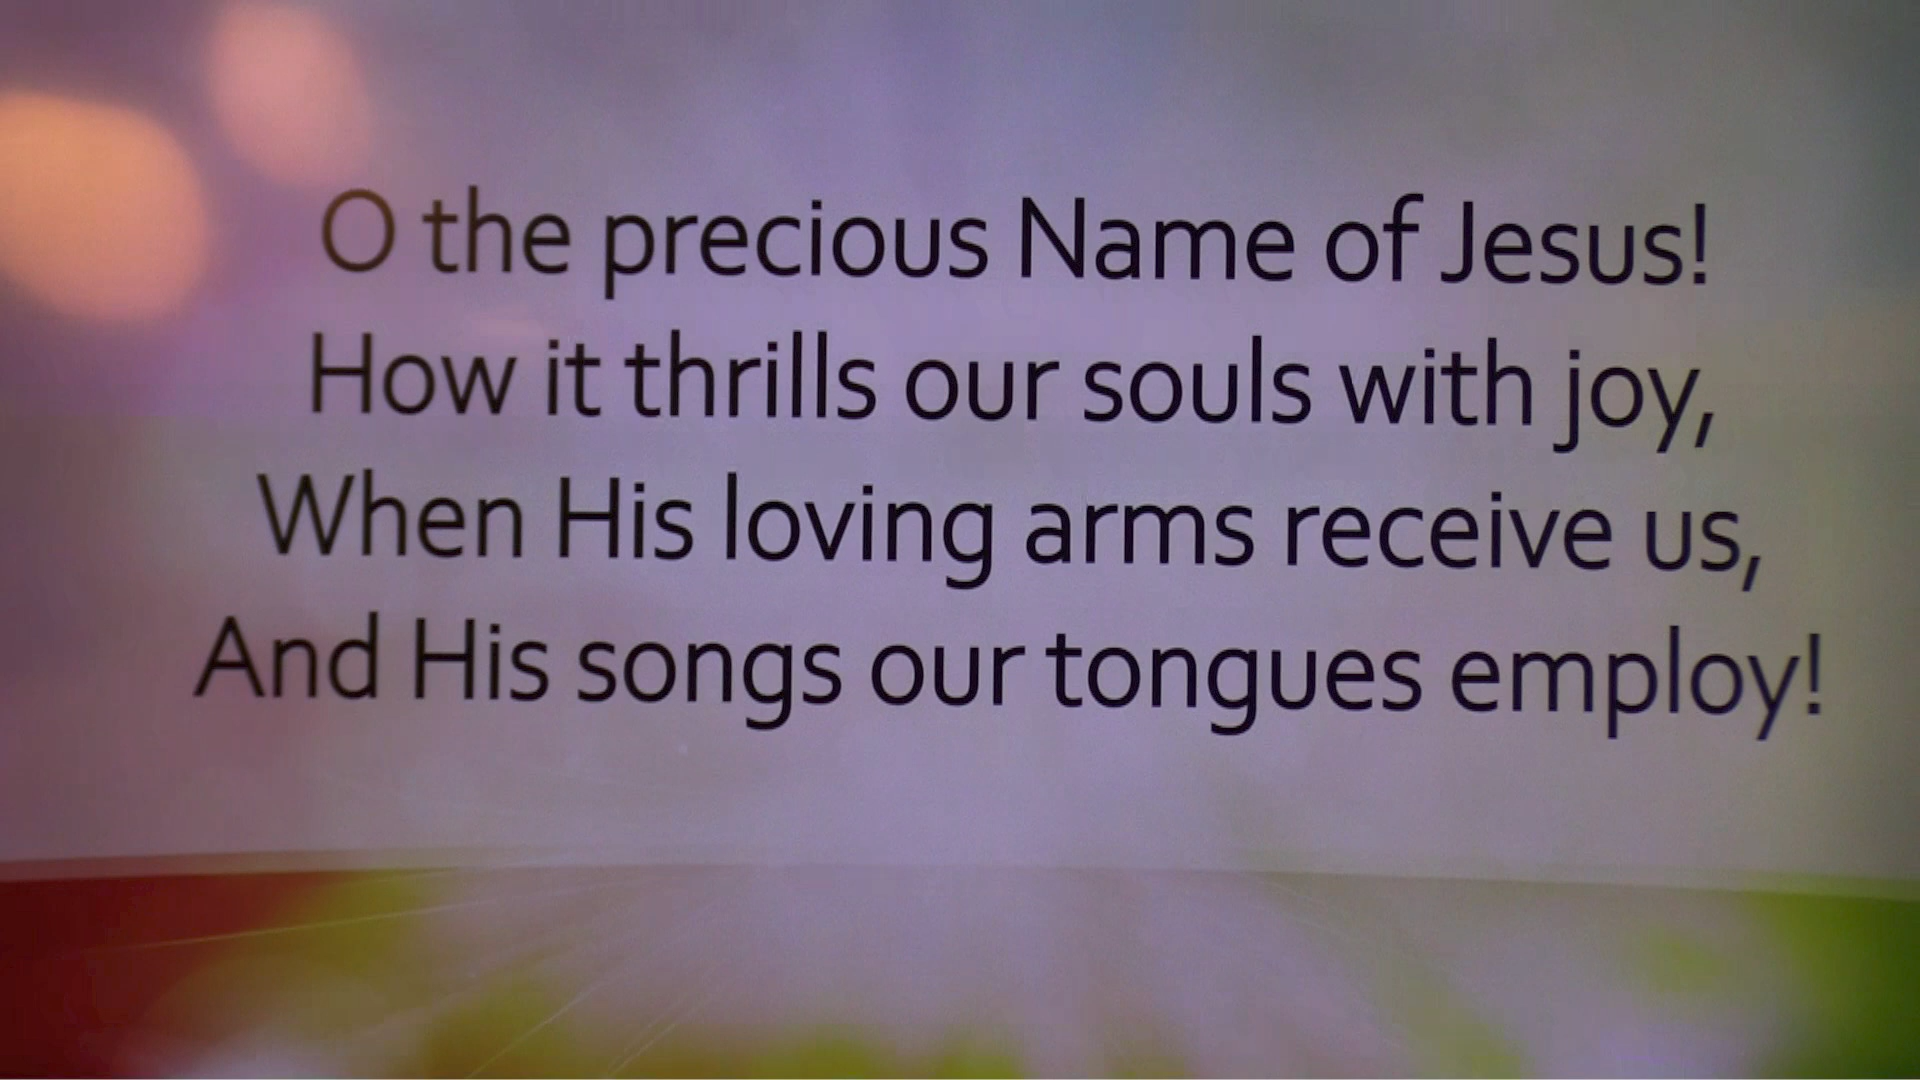 O the precious Name of Jesus!
How it thrills our souls with joy,
When His loving arms receive us,
And His songs our tongues employ!